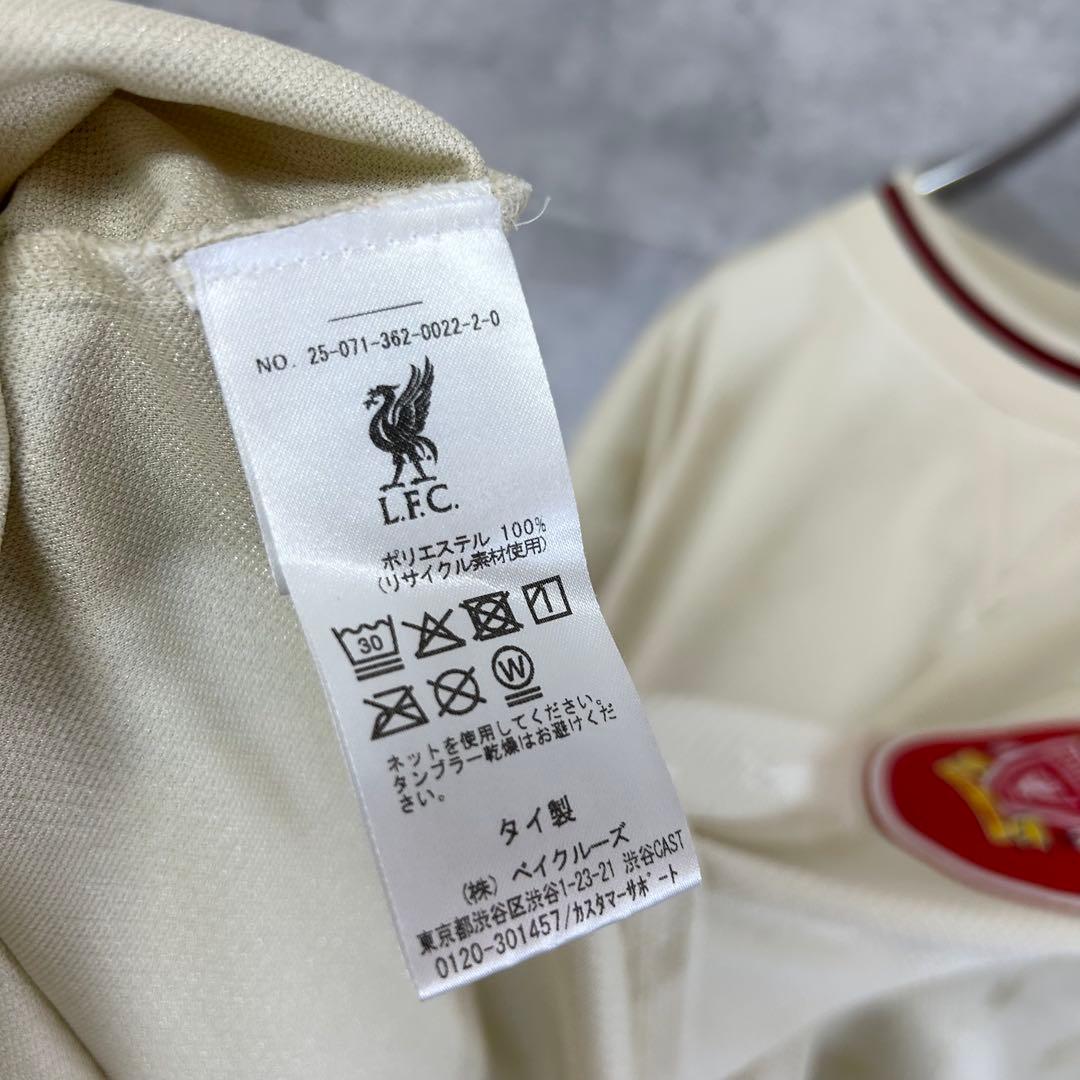 NO. 25-071-362-0022-2-0
L.F.C.
ポリエステル 100%
(リサイクル素材使用)
30
W
ネットを使用してください。
タンブラー乾燥はお避けくだ
さい。
タイ製
(株) ベイクルーズ
東京都渋谷区渋谷1-23-21 渋谷CAST
0120-301457/カスタマーサポート